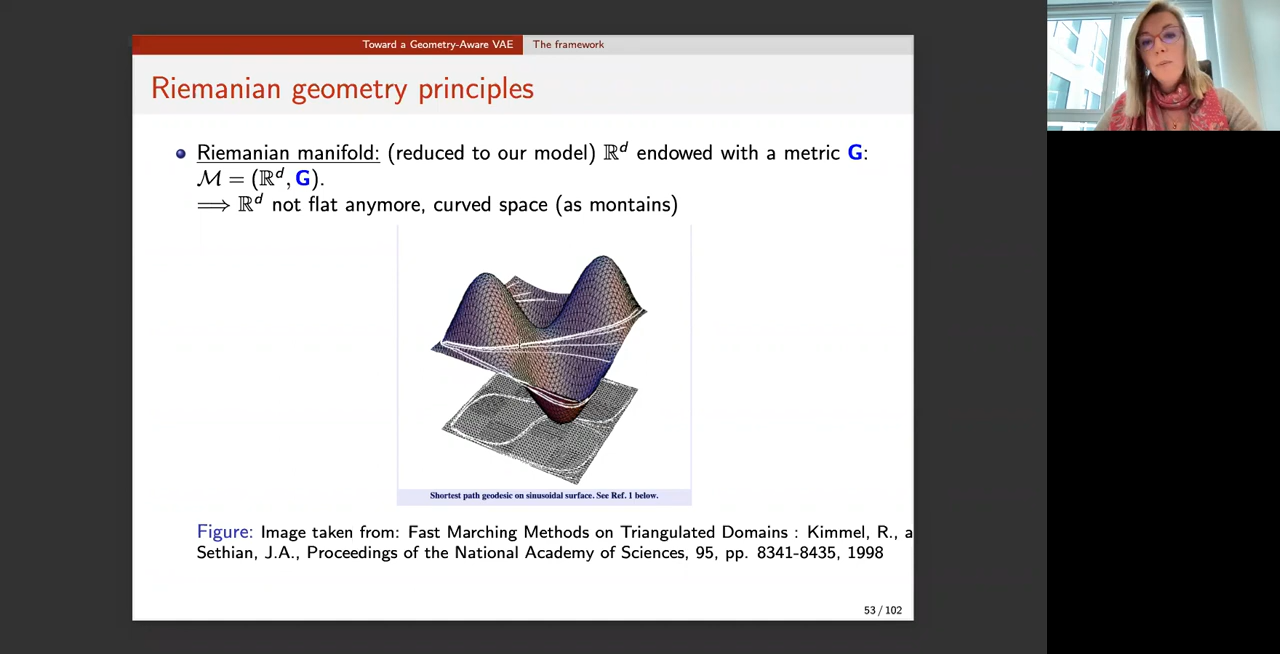 Toward a Geometry-Aware VAE The framework
Riemanian geometry principles
Riemanian manifold: (reduced to our model) ℝᵈ endowed with a metric G:
ℳ = (ℝᵈ, G).
⟹ ℝᵈ not flat anymore, curved space (as montains)
Shortest path geodesic on sinusoidal surface. See Ref. 1 below.
Figure: Image taken from: Fast Marching Methods on Triangulated Domains : Kimmel, R., a
Sethian, J.A., Proceedings of the National Academy of Sciences, 95, pp. 8341-8435, 1998
53 / 102